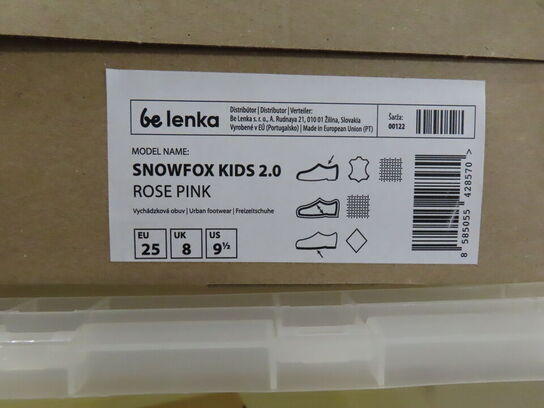 be lenka
Distribútor | Distributor | Verteiler:
Be Lenka s. r. o., A. Rudnaya 21, 010 01 Žilina, Slovakia
Vyrobené v EÚ (Portugalsko) | Made in European Union (PT)
Šarža:
00122
MODEL NAME:
SNOWFOX KIDS 2.0
ROSE PINK
Vychádzková obuv | Urban footwear | Freizeitschuhe
EU
25
UK
8
US
9½
8 585055 428570 >